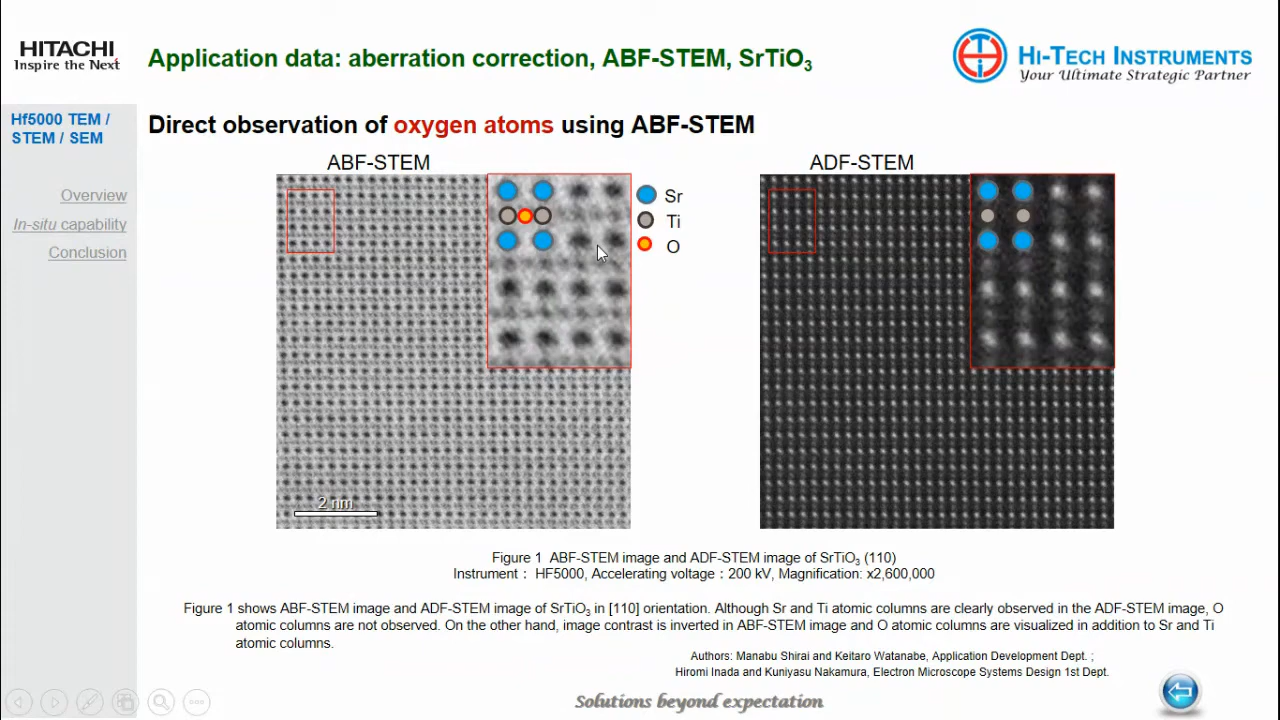 HITACHI
Inspire the Next
Application data: aberration correction, ABF-STEM, SrTiO₃
HI-TECH INSTRUMENTS
Your Ultimate Strategic Partner
Hf5000 TEM /
STEM / SEM
Overview
In-situ capability
Conclusion
Direct observation of oxygen atoms using ABF-STEM
ABF-STEM
ADF-STEM
Sr
Ti
O
2 nm
Figure 1 ABF-STEM image and ADF-STEM image of SrTiO₃ (110)
Instrument : HF5000, Accelerating voltage : 200 kV, Magnification: x2,600,000
Figure 1 shows ABF-STEM image and ADF-STEM image of SrTiO₃ in [110] orientation. Although Sr and Ti atomic columns are clearly observed in the ADF-STEM image, O
atomic columns are not observed. On the other hand, image contrast is inverted in ABF-STEM image and O atomic columns are visualized in addition to Sr and Ti
atomic columns.
Authors: Manabu Shirai and Keitaro Watanabe, Application Development Dept. ;
Hiromi Inada and Kuniyasu Nakamura, Electron Microscope Systems Design 1st Dept.
Solutions beyond expectation